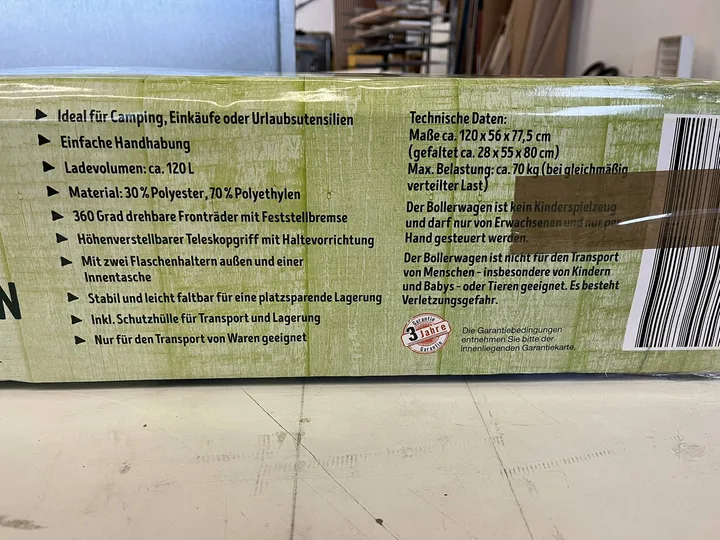 Ideal für Camping, Einkäufe oder Urlaubsutensilien
Einfache Handhabung
Ladevolumen: ca. 120 L
Material: 30 % Polyester, 70 % Polyethylen
360 Grad drehbare Fronträder mit Feststellbremse
Höhenverstellbarer Teleskopgriff mit Haltevorrichtung
Mit zwei Flaschenhaltern außen und einer
Innentasche
Stabil und leicht faltbar für eine platzsparende Lagerung
Inkl. Schutzhülle für Transport und Lagerung
Nur für den Transport von Waren geeignet
N
Technische Daten:
Maße ca. 120 x 56 x 77,5 cm
(gefaltet ca. 28 x 55 x 80 cm)
Max. Belastung: ca. 70 kg (bei gleichmäßig
verteilter Last)
Der Bollerwagen ist kein Kinderspielzeug
und darf nur von Erwachsenen und nur per
Hand gesteuert werden.
Der Bollerwagen ist nicht für den Transport
von Menschen - insbesondere von Kindern
und Babys - oder Tieren geeignet. Es besteht
Verletzungsgefahr.
Garantie
3 Jahre
Garantie
Die Garantiebedingungen
entnehmen Sie bitte der
innenliegenden Garantiekarte.